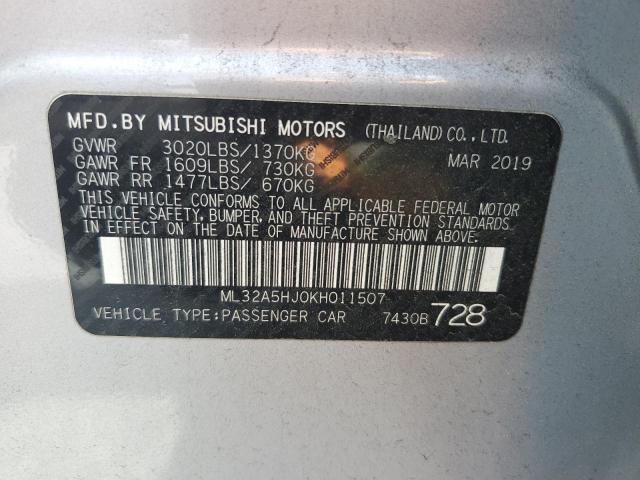 MFD.BY MITSUBISHI MOTORS (THAILAND)CO.,LTD.
GVWR 3020LBS/1370KG MAR 2019
GAWR FR 1609LBS/ 730KG
GAWR RR 1477LBS/ 670KG
THIS VEHICLE CONFORMS TO ALL APPLICABLE FEDERAL MOTOR
VEHICLE SAFETY, BUMPER, AND THEFT PREVENTION STANDARDS
IN EFFECT ON THE DATE OF MANUFACTURE SHOWN ABOVE.
ML32A5HJ0KH011507
VEHICLE TYPE:PASSENGER CAR 7430B 728